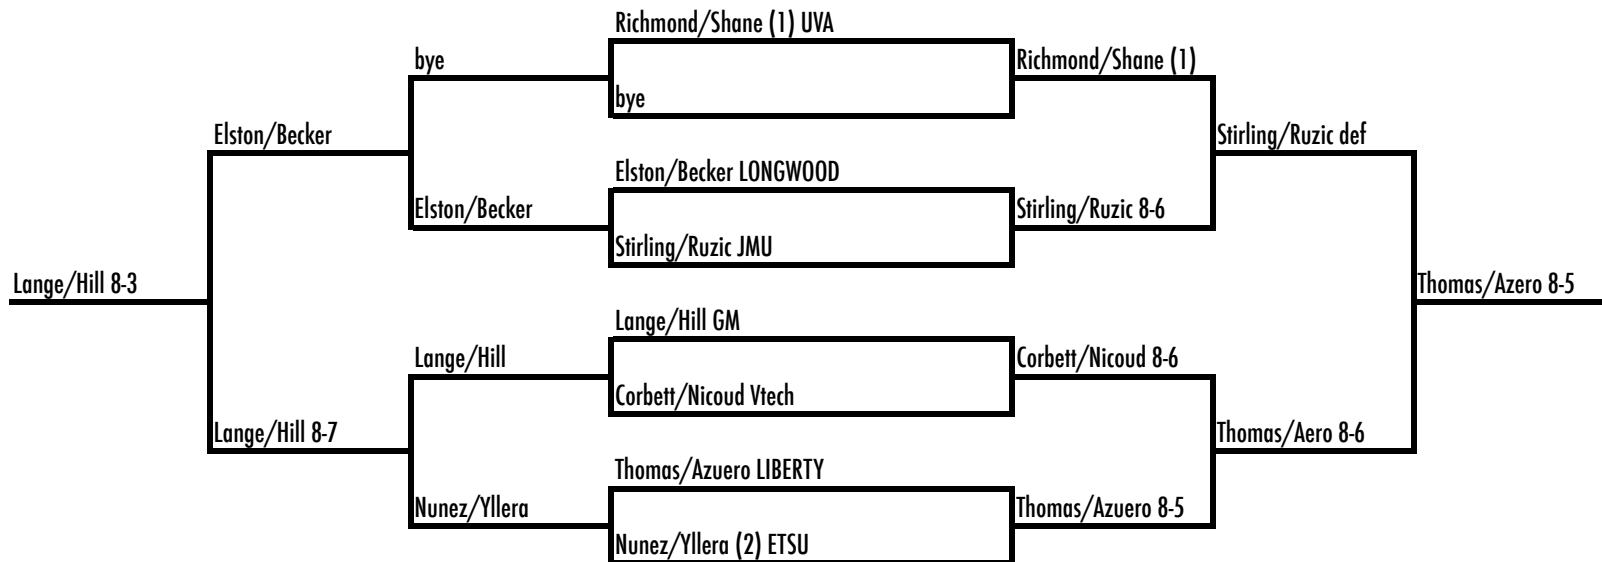 Richmond/Shane (1) UVA
bye
Richmond/Shane (1)
bye
Elston/Becker
Stirling/Ruzic def
Elston/Becker LONGWOOD
Elston/Becker
Stirling/Ruzic 8-6
Stirling/Ruzic JMU
Lange/Hill 8-3
Thomas/Azero 8-5
Lange/Hill GM
Lange/Hill
Corbett/Nicoud 8-6
Corbett/Nicoud Vtech
Lange/Hill 8-7
Thomas/Aero 8-6
Thomas/Azuero LIBERTY
Nunez/Yllera
Thomas/Azuero 8-5
Nunez/Yllera (2) ETSU